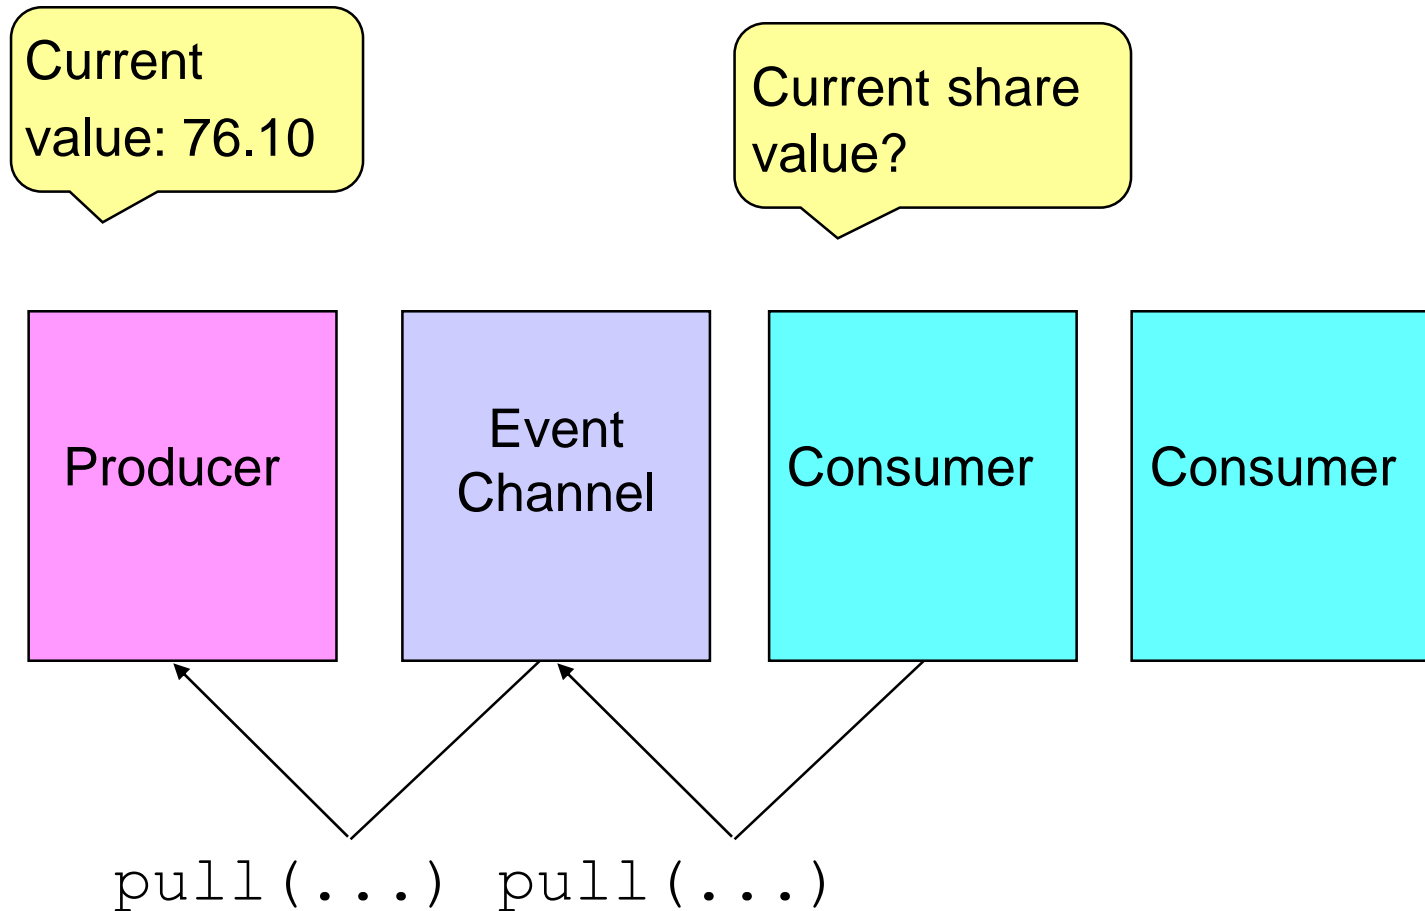 Current
value: 76.10
Current share
value?
Producer
Event
Channel
Consumer
Consumer
pull(...) pull(...)